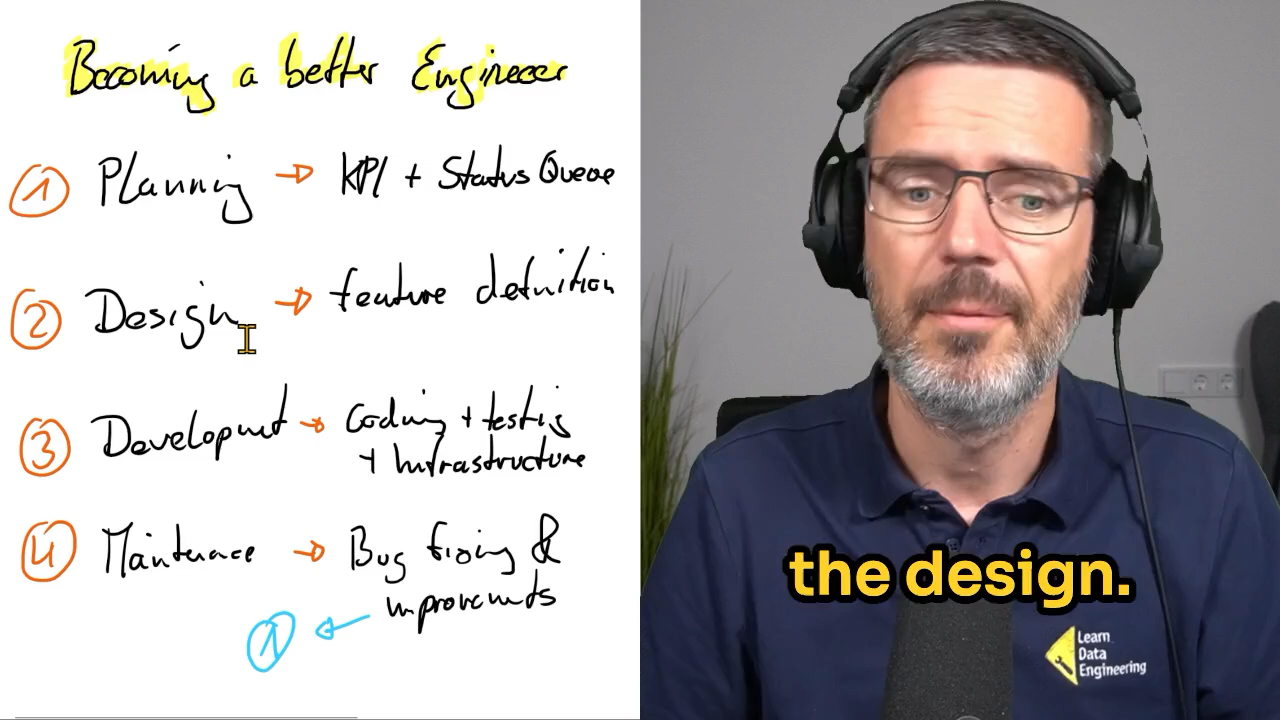 Becoming a better Engineer
1 Planning → KPI + Status Queue
2 Design → feature definition
3 Development → Coding + testing
+ Infrastructure
4 Maintenance → Bug fixing &
improvements
1 ←
the design.
Learn
Data
Engineering